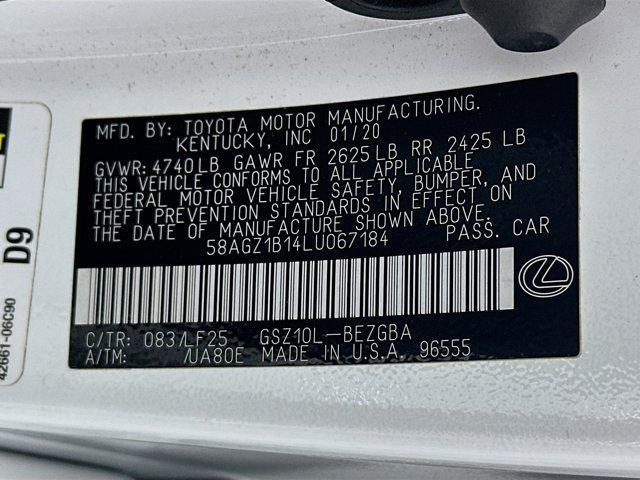 MFD. BY: TOYOTA MOTOR MANUFACTURING.
KENTUCKY, INC 01/20
GVWR: 4740LB GAWR FR 2625LB RR 2425 LB
THIS VEHICLE CONFORMS TO ALL APPLICABLE
FEDERAL MOTOR VEHICLE SAFETY, BUMPER, AND
THEFT PREVENTION STANDARDS IN EFFECT ON
THE DATE OF MANUFACTURE SHOWN ABOVE.
58AGZ1B14LU067184 PASS. CAR
C/TR: 083/LF25 GSZ10L-BEZGBA
A/TM: /UA80E MADE IN U.S.A. 96555
D9
42661-06C90